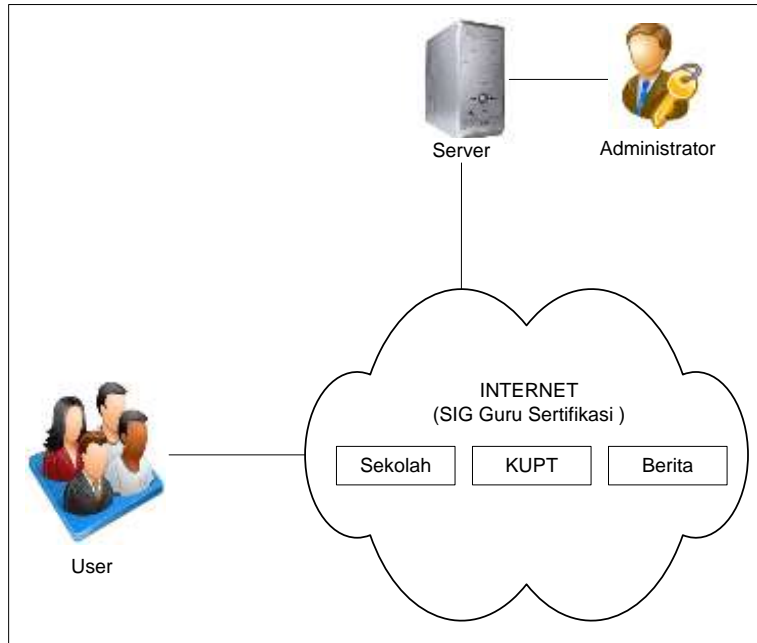 Server
Administrator
INTERNET
(SIG Guru Sertifikasi )
Sekolah
KUPT
Berita
User